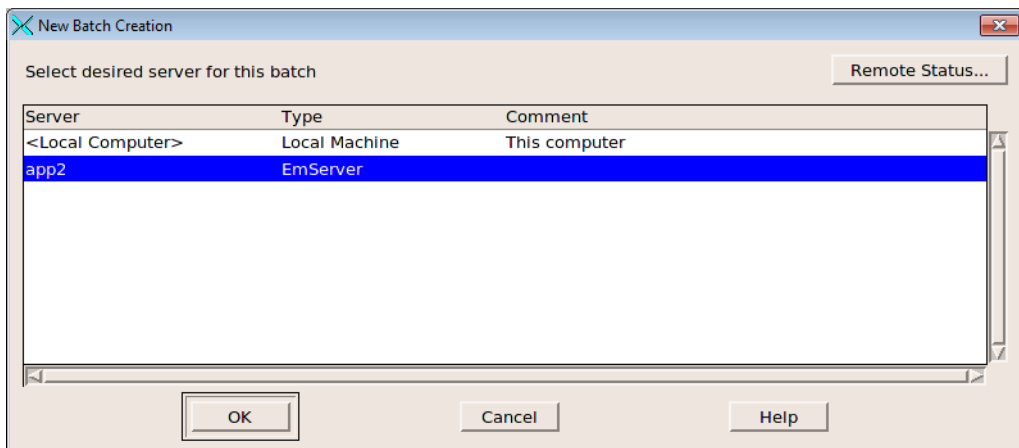 New Batch Creation
Select desired server for this batch
Remote Status...
Server Type Comment
<Local Computer> Local Machine This computer
app2 EmServer
OK Cancel Help